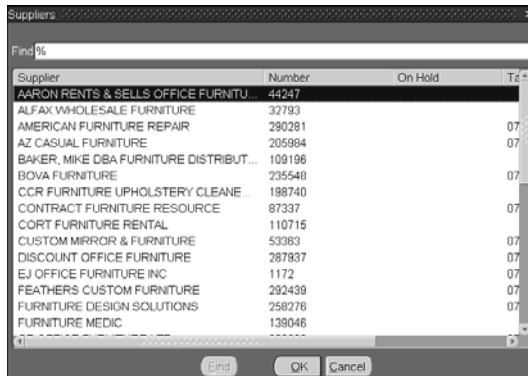 Suppliers
Find %
Supplier Number On Hold Ta
AARON RENTS & SELLS OFFICE FURNITU... 44247
ALFAX WHOLESALE FURNITURE 32793
AMERICAN FURNITURE REPAIR 290281 07
AZ CASUAL FURNITURE 205984 07
BAKER, MIKE DBA FURNITURE DISTRIBUT... 109196
BOVA FURNITURE 235548 07
CCR FURNITURE UPHOLSTERY CLEANE... 198740
CONTRACT FURNITURE RESOURCE 87337 07
CORT FURNITURE RENTAL 110715
CUSTOM MIRROR & FURNITURE 53363 07
DISCOUNT OFFICE FURNITURE 287937 07
EJ OFFICE FURNITURE INC 1172 07
FEATHERS CUSTOM FURNITURE 292439 07
FURNITURE DESIGN SOLUTIONS 258276 07
FURNITURE MEDIC 139046
Find OK Cancel